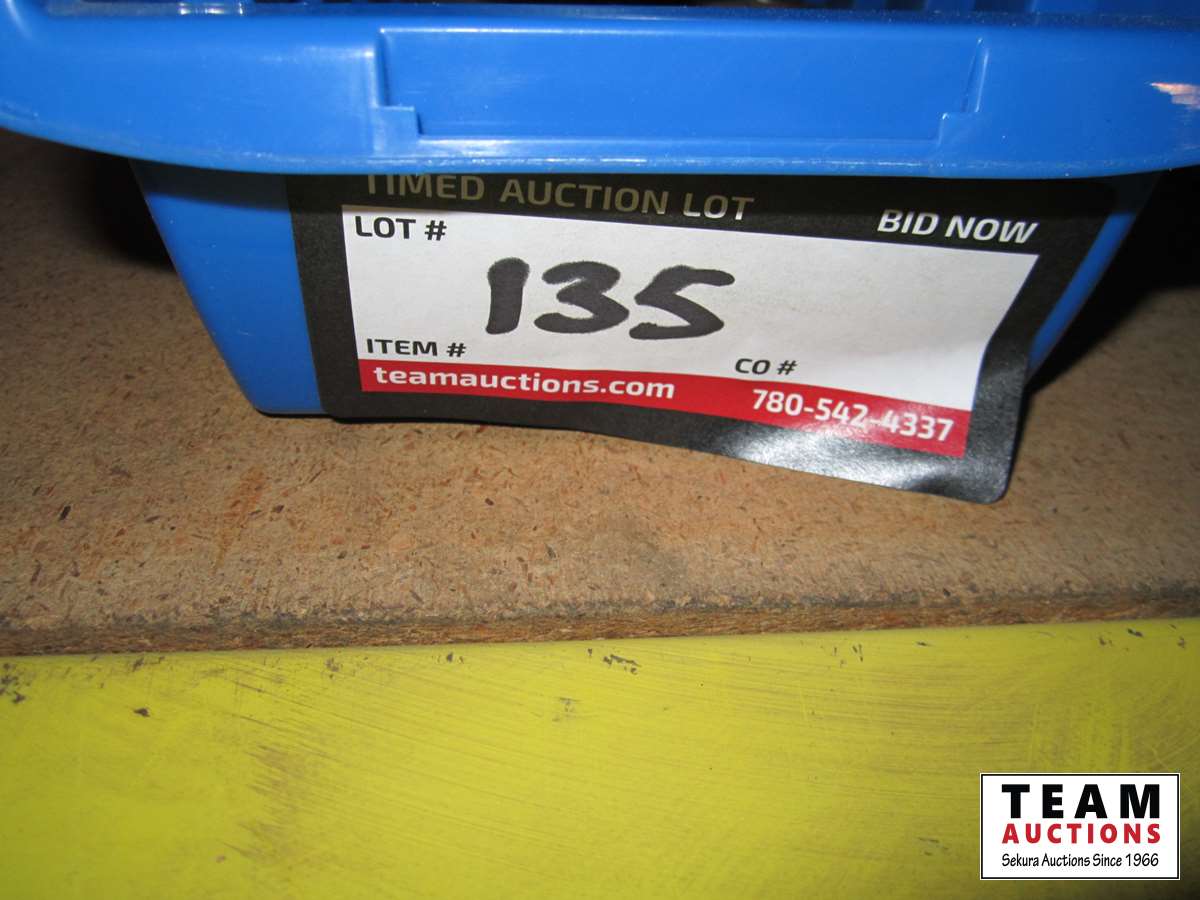 TIMED AUCTION LOT BID NOW
LOT #
135
ITEM # CO #
teamauctions.com 780-542-4337
TEAM
AUCTIONS
Sekura Auctions Since 1966